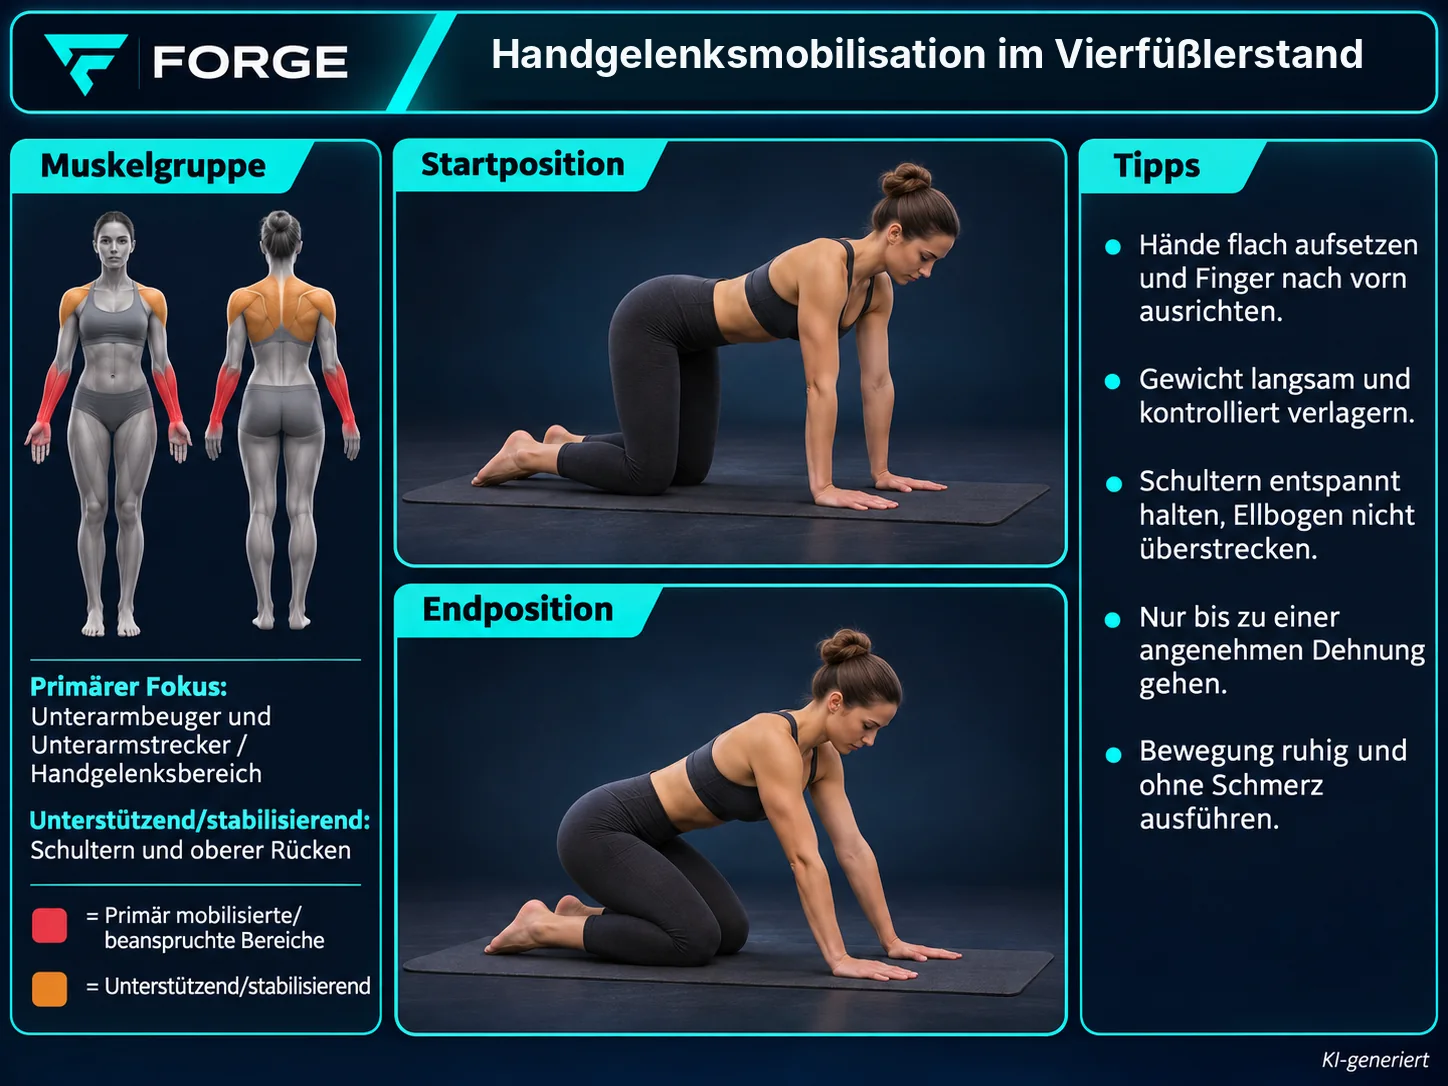 FORGE
Handgelenksmobilisation im Vierfüßlerstand
Muskelgruppe
Primärer Fokus:
Unterarmbeuger und
Unterarmstrecker /
Handgelenksbereich
Unterstützend/stabilisierend:
Schultern und oberer Rücken
= Primär mobilisierte/
beanspruchte Bereiche
= Unterstützend/stabilisierend
Startposition
Endposition
Tipps
Hände flach aufsetzen
und Finger nach vorn
ausrichten.
Gewicht langsam und
kontrolliert verlagern.
Schultern entspannt
halten, Ellbogen nicht
überstrecken.
Nur bis zu einer
angenehmen Dehnung
gehen.
Bewegung ruhig und
ohne Schmerz
ausführen.
KI-generiert